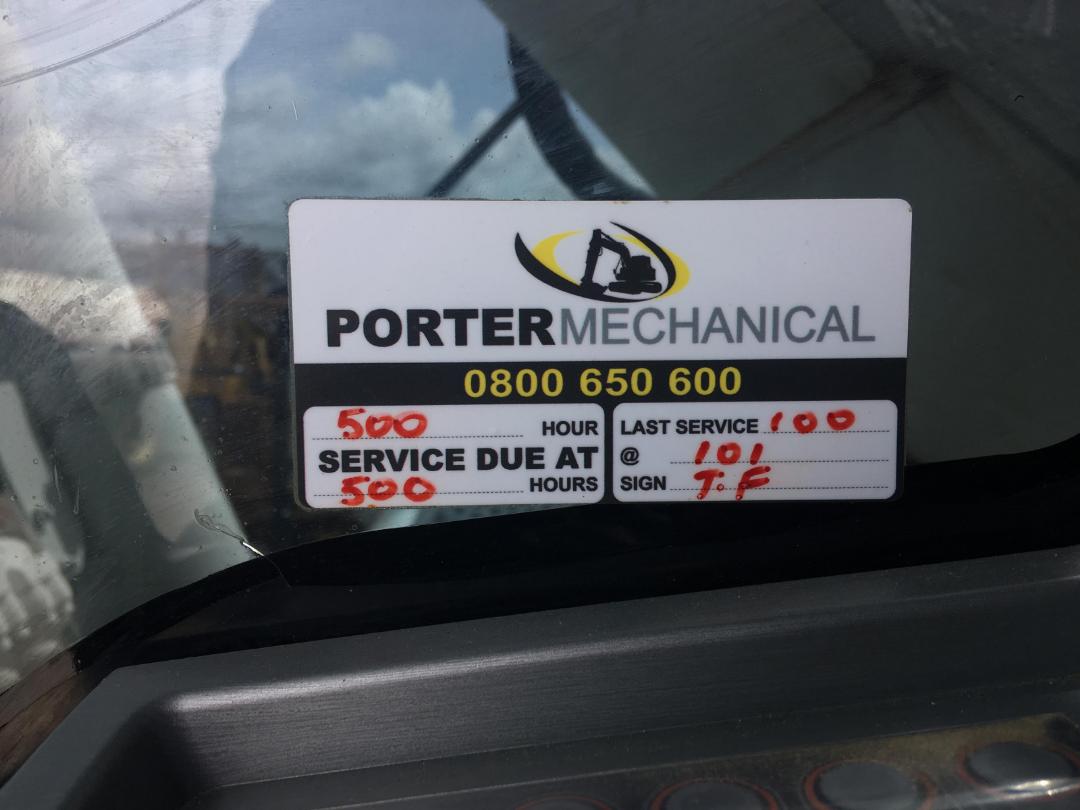 PORTERMECHANICAL
0800 650 600
500 HOUR
SERVICE DUE AT
500 HOURS
LAST SERVICE 100
@ 101
SIGN T.F